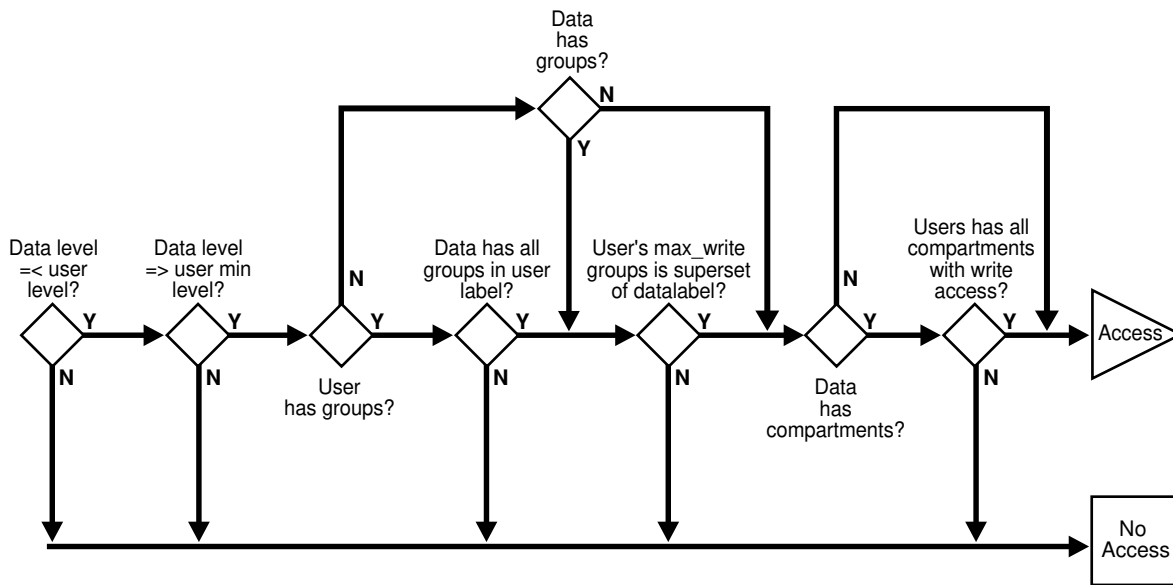 Data
has
groups?
N
Y
Data level
=< user
level?
Y
N
Data level
=> user min
level?
Y
N
N
Y
User
has groups?
Data has all
groups in user
label?
Y
N
User's max_write
groups is superset
of datalabel?
Y
N
N
Y
Data
has
compartments?
Users has all
compartments
with write
access?
Y
N
Access
No
Access